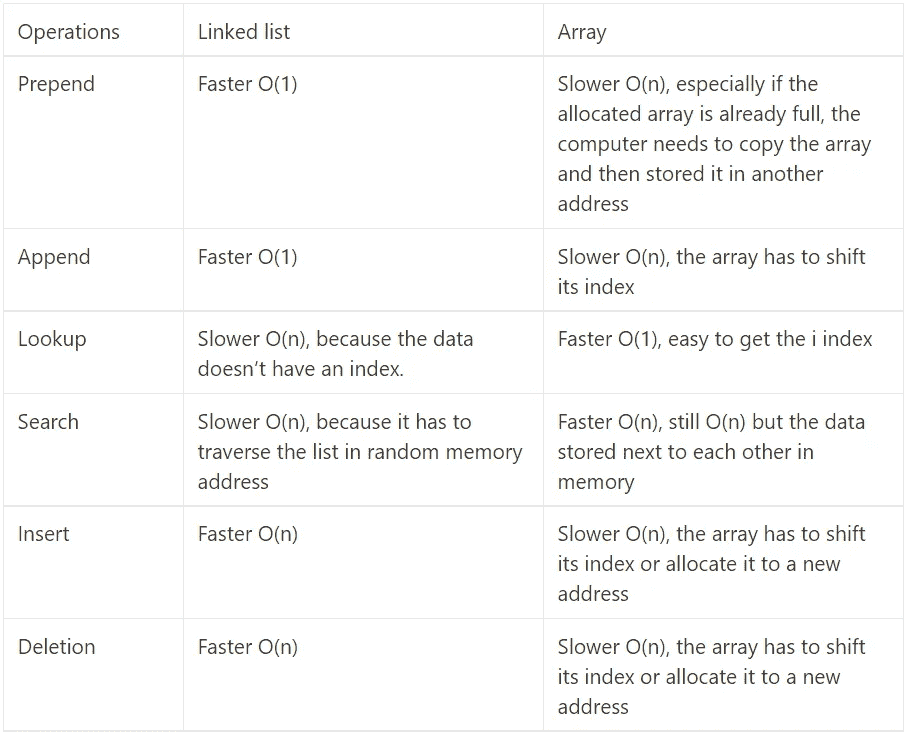 Operations
Linked list
Array
Prepend
Faster O(1)
Slower O(n), especially if the
allocated array is already full, the
computer needs to copy the array
and then stored it in another
address
Append
Faster O(1)
Slower O(n), the array has to shift
its index
Lookup
Slower O(n), because the data
doesn't have an index.
Faster O(1), easy to get the i index
Search
Slower O(n), because it has to
traverse the list in random memory
address
Faster O(n), still O(n) but the data
stored next to each other in
memory
Insert
Faster O(n)
Slower O(n), the array has to shift
its index or allocate it to a new
address
Deletion
Faster O(n)
Slower O(n), the array has to shift
its index or allocate it to a new
address